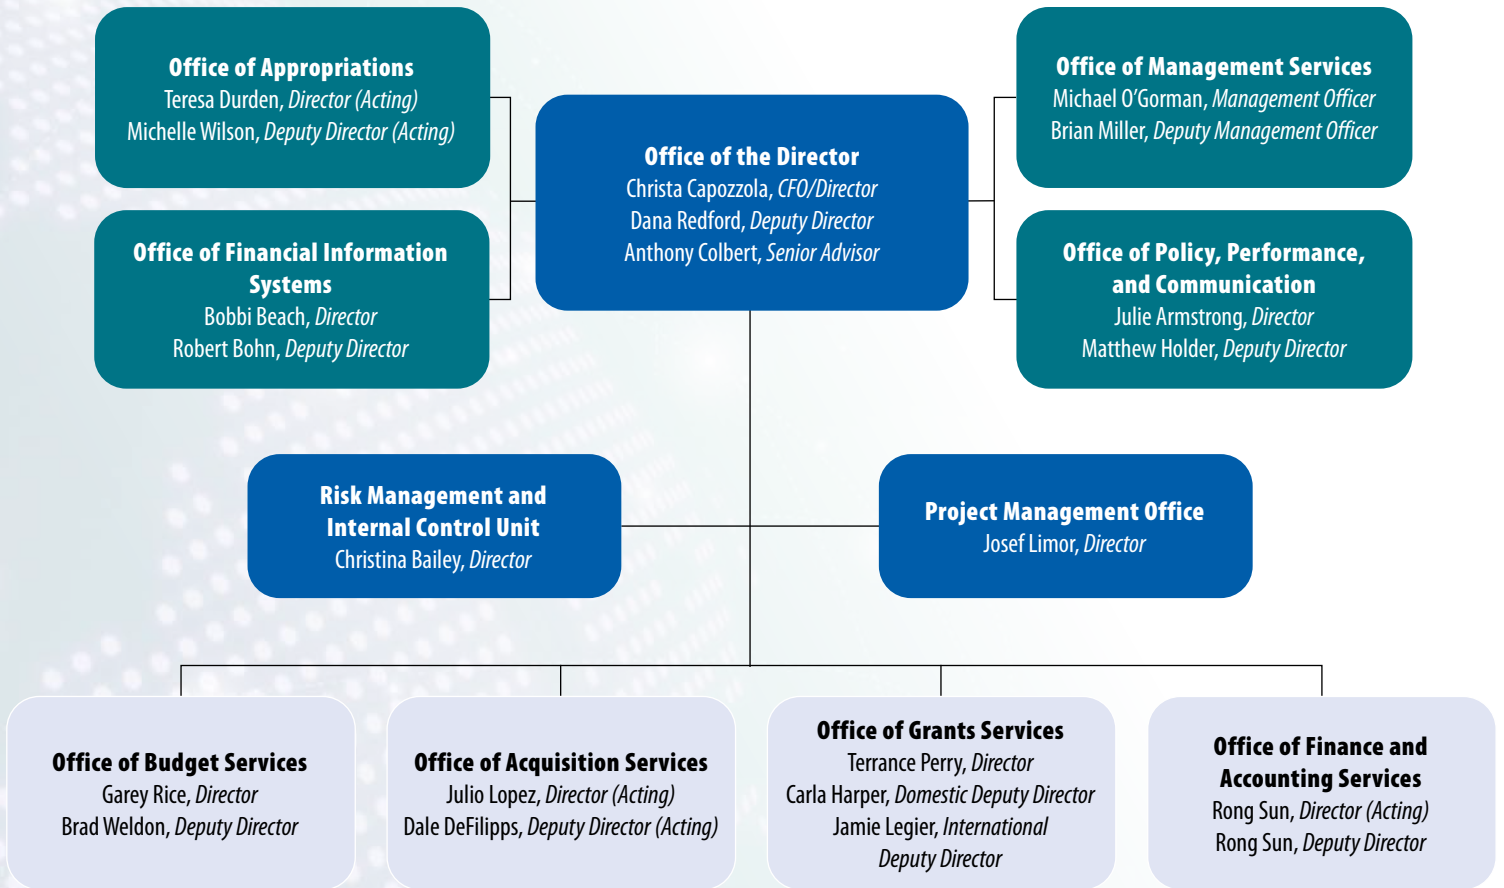 Office of Appropriations
Teresa Durden, Director (Acting)
Michelle Wilson, Deputy Director (Acting)
Office of Management Services
Michael O’Gorman, Management Officer
Brian Miller, Deputy Management Officer
Office of the Director
Christa Capozzola, CFO/Director
Dana Redford, Deputy Director
Anthony Colbert, Senior Advisor
Office of Financial Information
Systems
Bobbi Beach, Director
Robert Bohn, Deputy Director
Office of Policy, Performance,
and Communication
Julie Armstrong, Director
Matthew Holder, Deputy Director
Risk Management and
Internal Control Unit
Christina Bailey, Director
Project Management Office
Josef Limor, Director
Office of Budget Services
Garey Rice, Director
Brad Weldon, Deputy Director
Office of Acquisition Services
Julio Lopez, Director (Acting)
Dale DeFilipps, Deputy Director (Acting)
Office of Grants Services
Terrance Perry, Director
Carla Harper, Domestic Deputy Director
Jamie Legier, International
Deputy Director
Office of Finance and
Accounting Services
Rong Sun, Director (Acting)
Rong Sun, Deputy Director